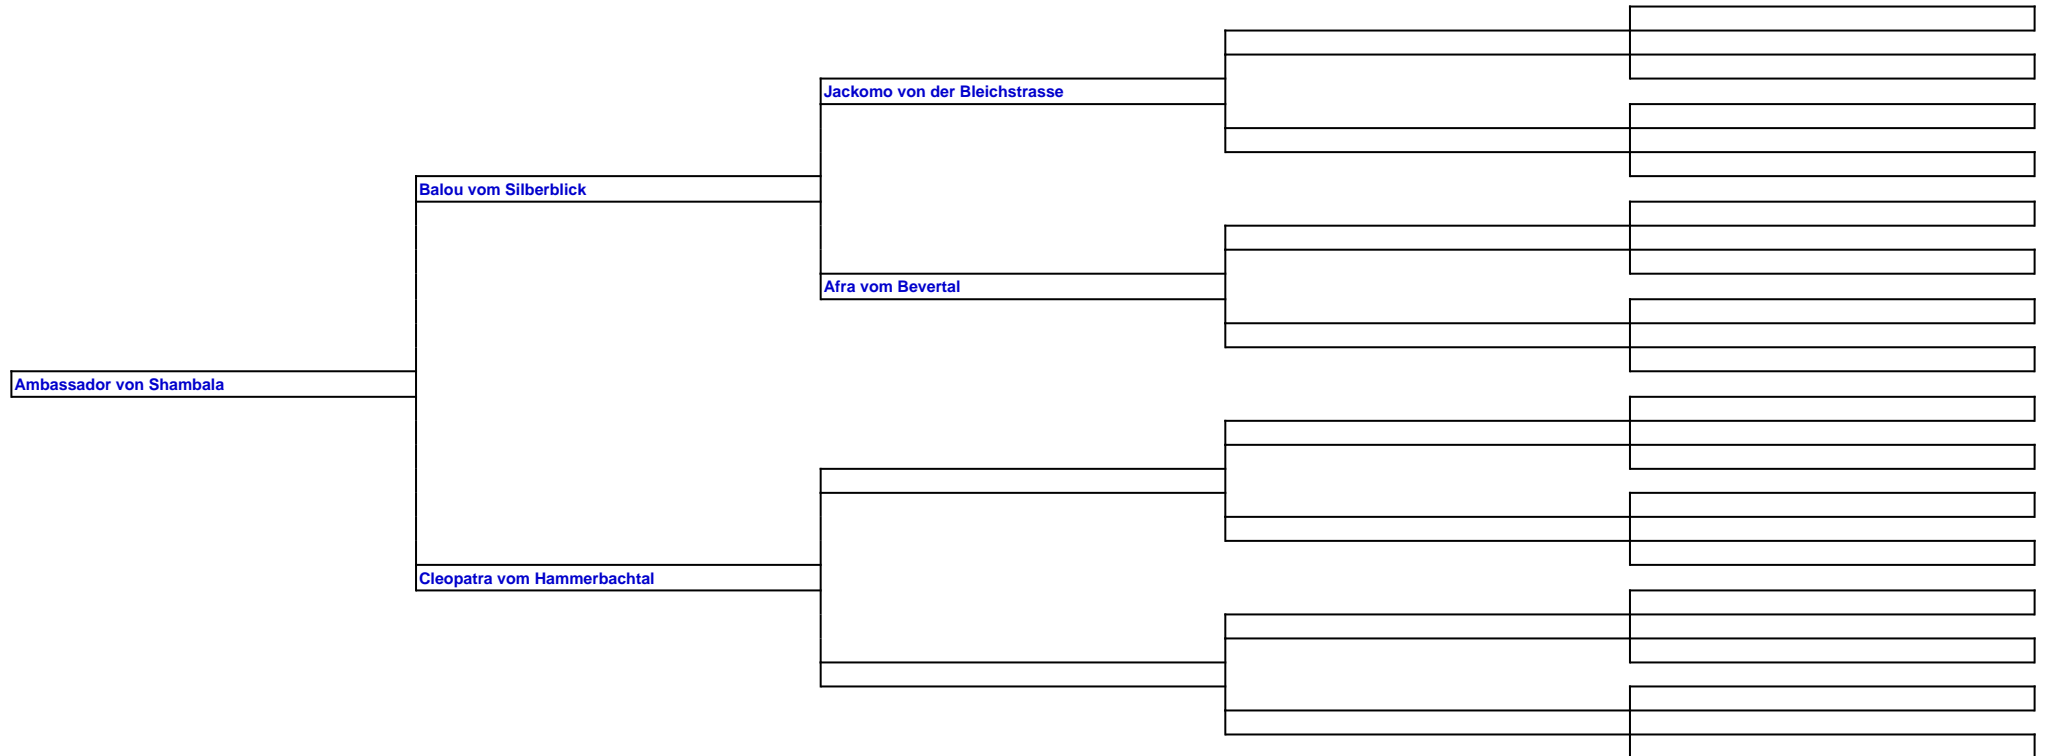 Jackomo von der Bleichstrasse
Balou vom Silberblick
Afra vom Bevertal
Ambassador von Shambala
Cleopatra vom Hammerbachtal